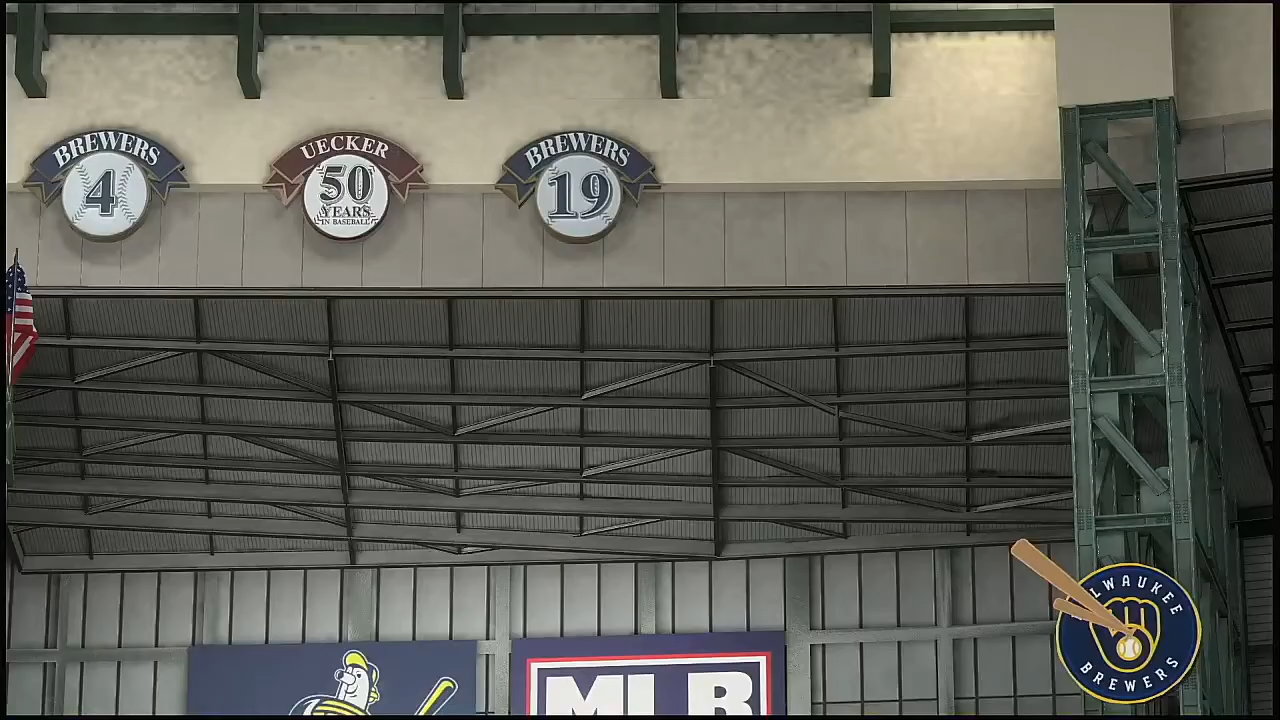 BREWERS
4
UECKER
50
YEARS
IN BASEBALL
BREWERS
19
MLB
MILWAUKEE
BREWERS